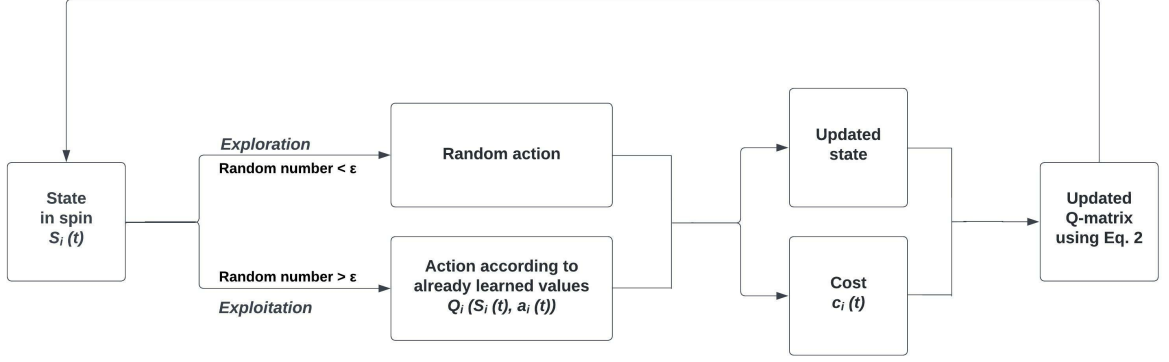 State
in spin
Sᵢ (t)
Exploration
Random number < ε
Random number > ε
Exploitation
Random action
Action according to
already learned values
Qᵢ (Sᵢ (t), aᵢ (t))
Updated
state
Cost
cᵢ (t)
Updated
Q-matrix
using Eq. 2